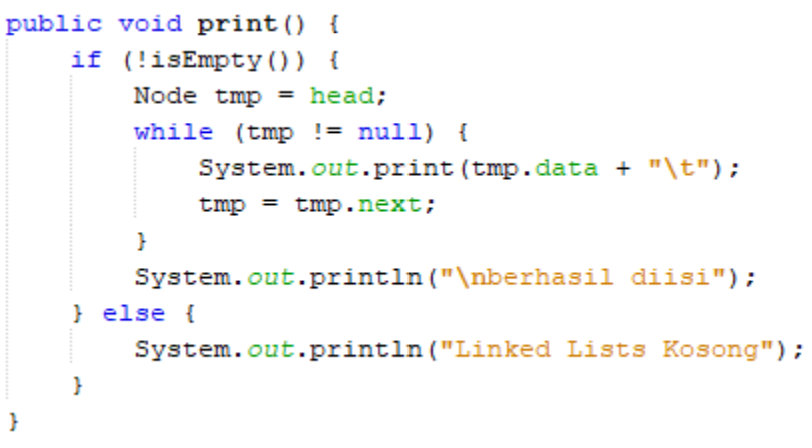 public void print() {
    if (!isEmpty()) {
        Node tmp = head;
        while (tmp != null) {
            System.out.print(tmp.data + "\t");
            tmp = tmp.next;
        }
        System.out.println("\nberhasil diisi");
    } else {
        System.out.println("Linked Lists Kosong");
    }
}